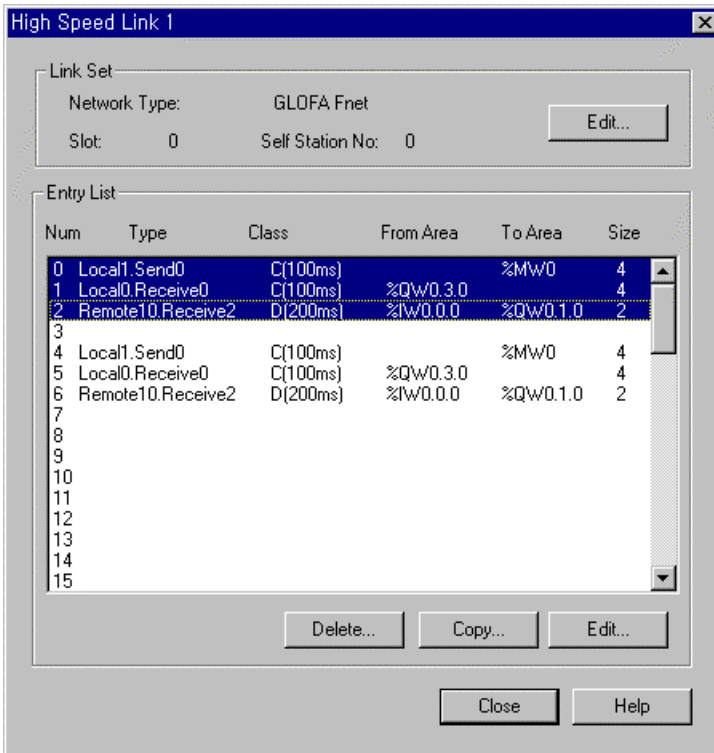 High Speed Link 1
Link Set
Network Type: GLOFA Fnet
Edit...
Slot: 0 Self Station No: 0
Entry List
Num Type Class From Area To Area Size
0 Local1.Send0 C(100ms) %MW0 4
1 Local0.Receive0 C(100ms) %QW0.3.0 4
2 Remote10.Receive2 D(200ms) %IW0.0.0 %QW0.1.0 2
3
4 Local1.Send0 C(100ms) %MW0 4
5 Local0.Receive0 C(100ms) %QW0.3.0 4
6 Remote10.Receive2 D(200ms) %IW0.0.0 %QW0.1.0 2
7
8
9
10
11
12
13
14
15
Delete... Copy... Edit...
Close Help